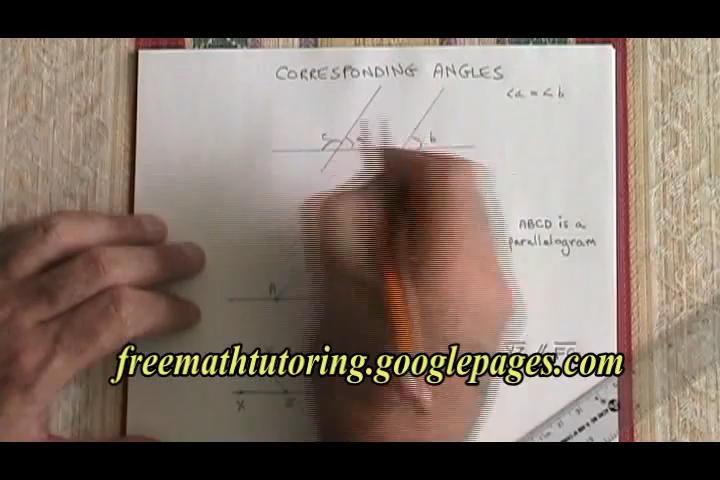 CORRESPONDING ANGLES
<a = <b
c a b
ABCD is a
parallelogram
A
freemathtutoring.googlepages.com
X